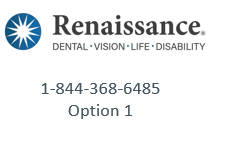 Renaissance®
DENTAL • VISION • LIFE • DISABILITY
1-844-368-6485
Option 1